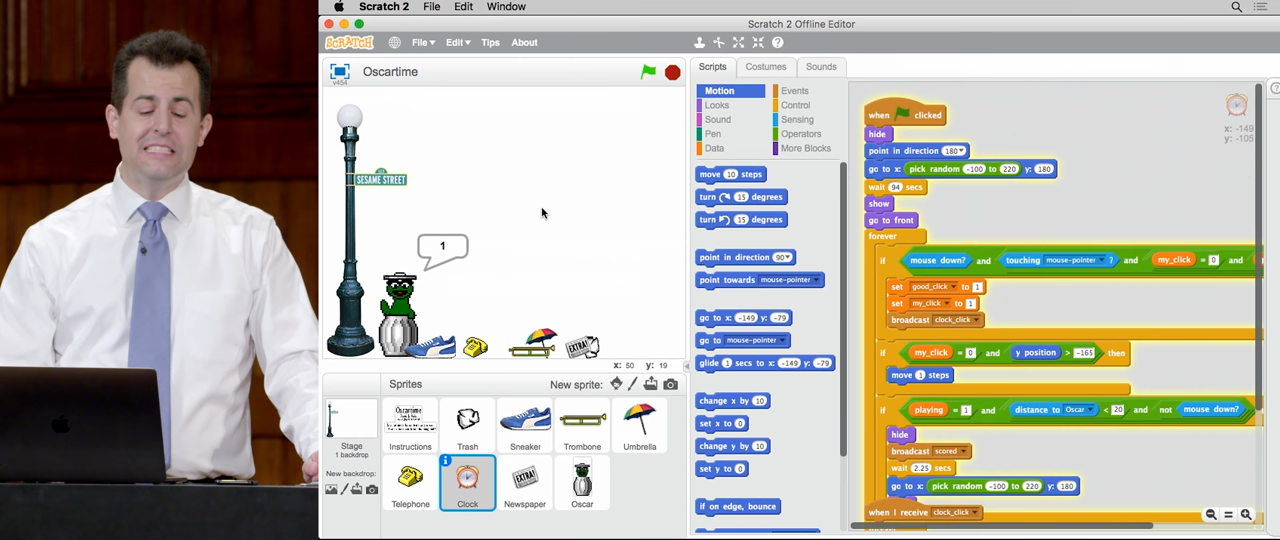 Scratch 2 File Edit Window
Scratch 2 Offline Editor
SCRATCH File Edit Tips About
Oscartime
v454
SESAME STREET
1
EXTRA!
x: 50 y: 19
Sprites New sprite:
Stage
1 backdrop
New backdrop:
Instructions Trash Sneaker Trombone Umbrella
Telephone Clock Newspaper Oscar
Scripts Costumes Sounds
Motion Events
Looks Control
Sound Sensing
Pen Operators
Data More Blocks
move 10 steps
turn 15 degrees
turn 15 degrees
point in direction 90
point towards mouse-pointer
go to x: -149 y: -79
go to mouse-pointer
glide 1 secs to x: -149 y: -79
change x by 10
set x to 0
change y by 10
set y to 0
if on edge, bounce
x: -149
y: -105
when clicked
hide
point in direction 180
go to x: pick random -100 to 220 y: 180
wait 94 secs
show
go to front
forever
if mouse down? and touching mouse-pointer ? and my_click = 0 and
set good_click to 1
set my_click to 1
broadcast clock_click
if my_click = 0 and y position > -165 then
move 1 steps
if playing = 1 and distance to Oscar < 20 and not mouse down?
hide
broadcast scored
wait 2.25 secs
go to x: pick random -100 to 220 y: 180
when I receive clock_click